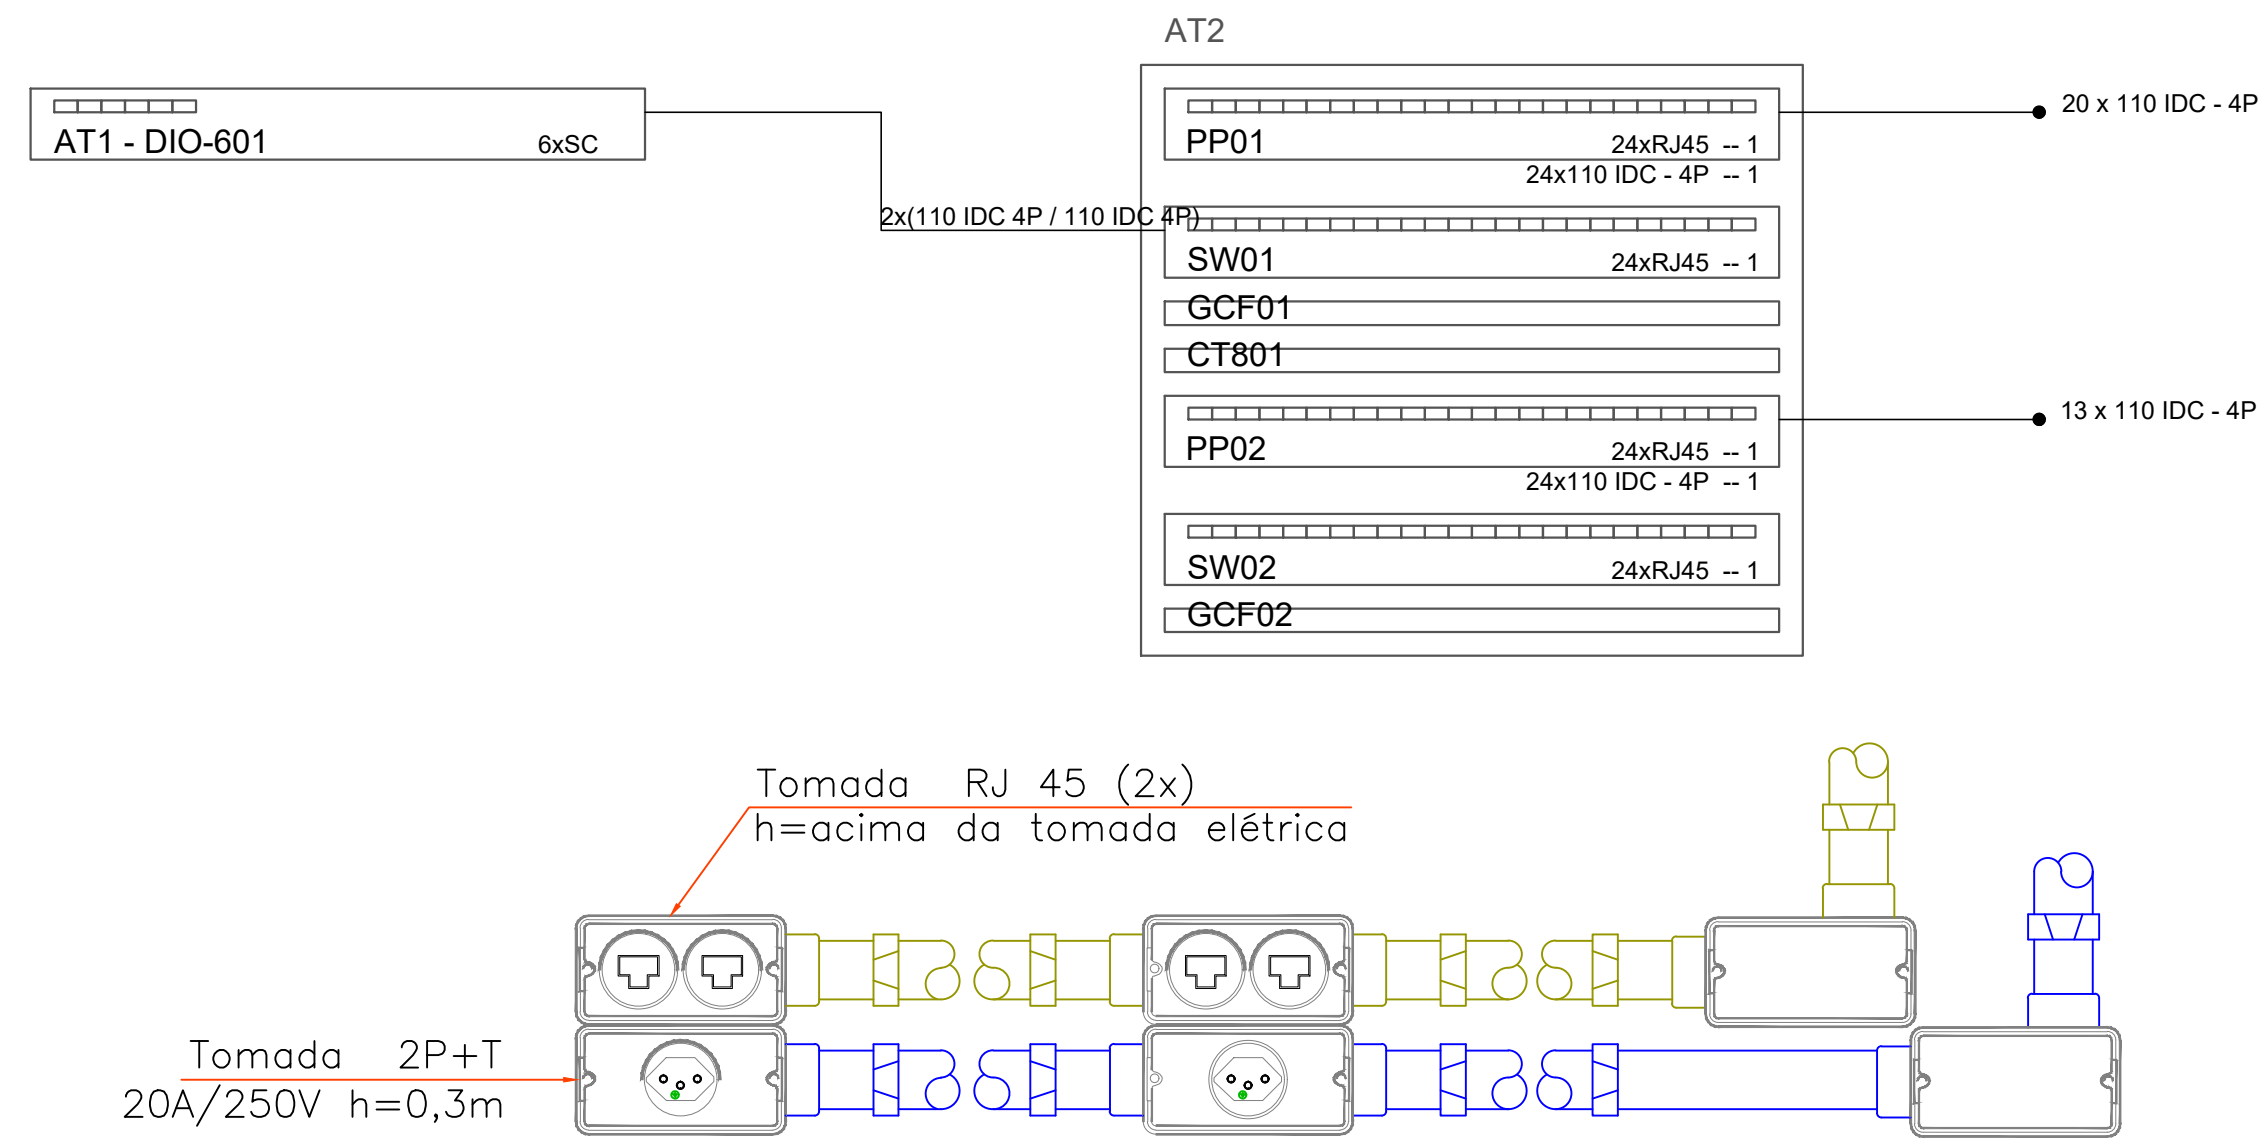 AT2
AT1 - DIO-601 6xSC
PP01 24xRJ45 -- 1
24x110 IDC - 4P -- 1
20 x 110 IDC - 4P
2x(110 IDC 4P / 110 IDC 4P)
SW01 24xRJ45 -- 1
GCF01
CT801
PP02 24xRJ45 -- 1
24x110 IDC - 4P -- 1
13 x 110 IDC - 4P
SW02 24xRJ45 -- 1
GCF02
Tomada RJ 45 (2x)
h=acima da tomada elétrica
Tomada 2P+T
20A/250V h=0,3m